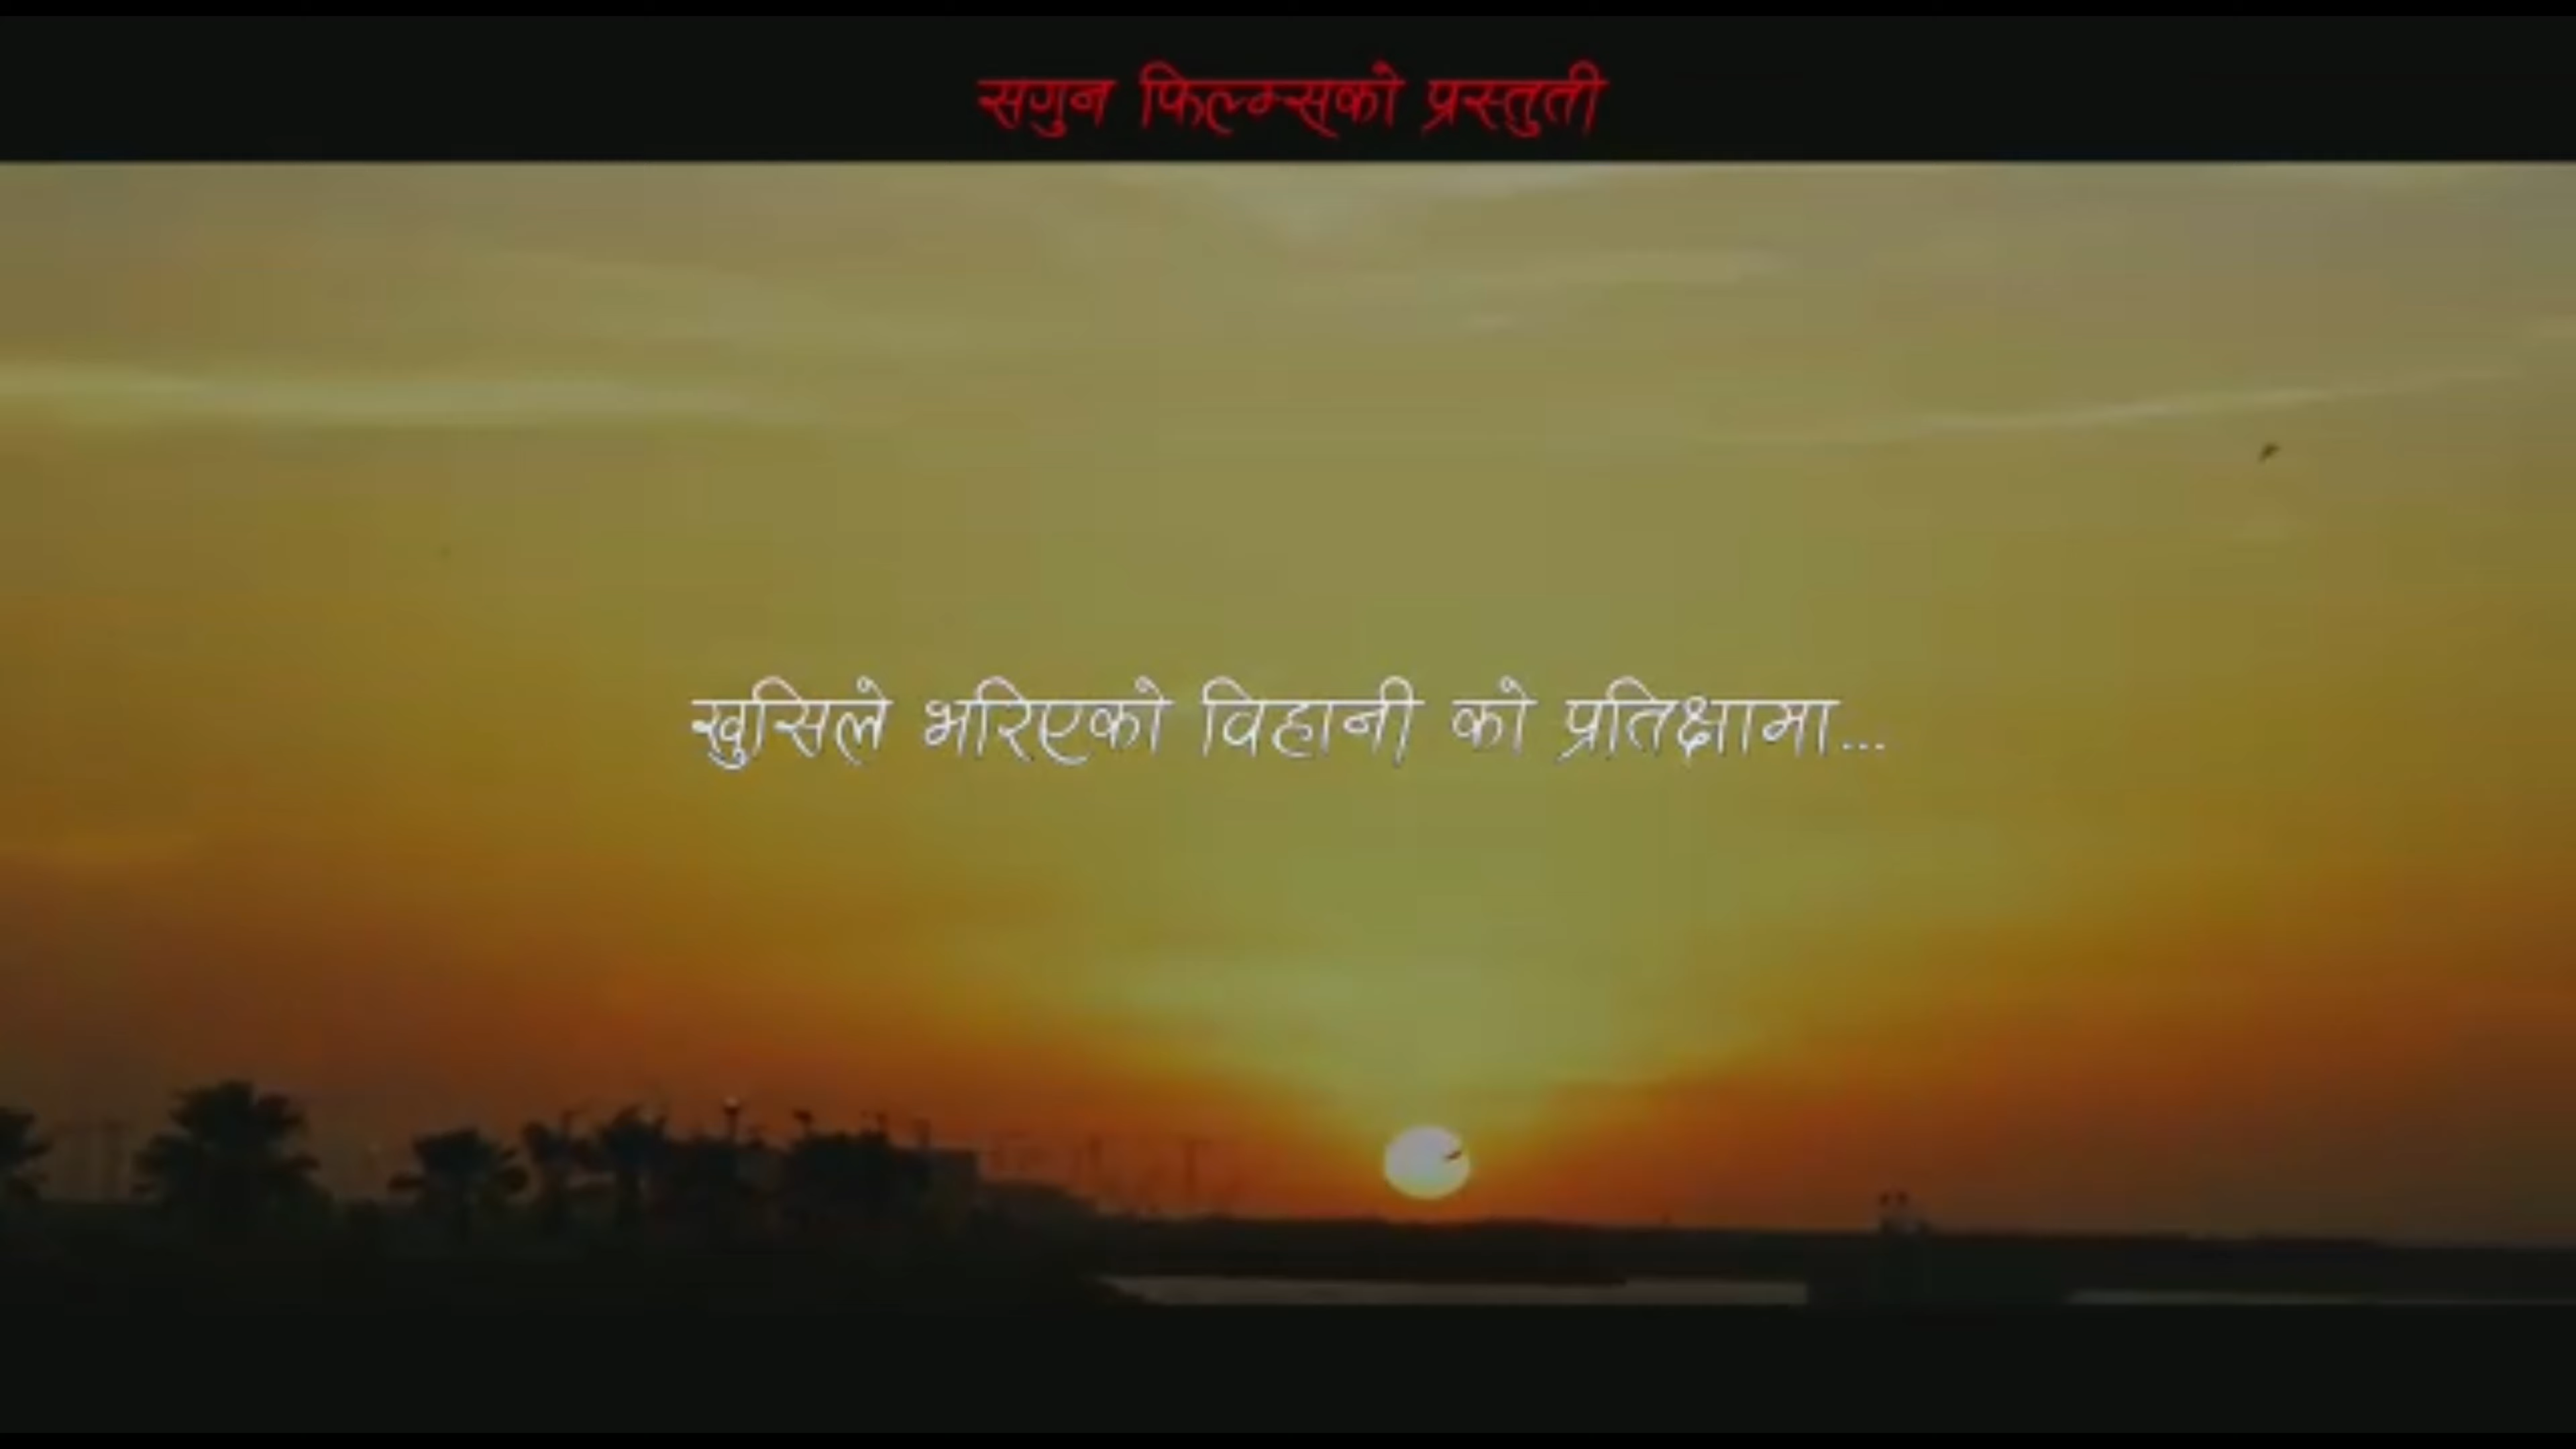 सगुन फिल्म्सको प्रस्तुती
खुसिले भरिएको विहानी को प्रतिक्षामा...